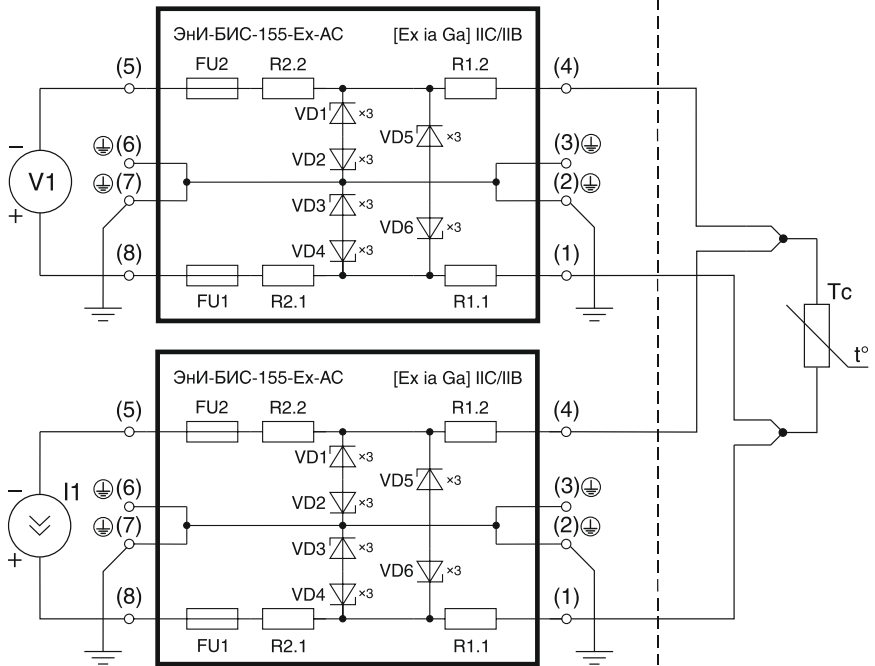 ЭнИ-БИС-155-Ex-AC [Ex ia Ga] IIC/IIB
(5) FU2 R2.2 R1.2 (4)
VD1 ×3
VD5 ×3
(6) (3)
VD2 ×3
V1 (7) (2)
VD3 ×3
VD6 ×3
VD4 ×3
(8) (1)
FU1 R2.1 R1.1
− +
Tc
t°
ЭнИ-БИС-155-Ex-AC [Ex ia Ga] IIC/IIB
(5) FU2 R2.2 R1.2 (4)
VD1 ×3
VD5 ×3
− I1 (6) (3)
VD2 ×3
(7) (2)
VD3 ×3
+
VD6 ×3
VD4 ×3
(8) (1)
FU1 R2.1 R1.1